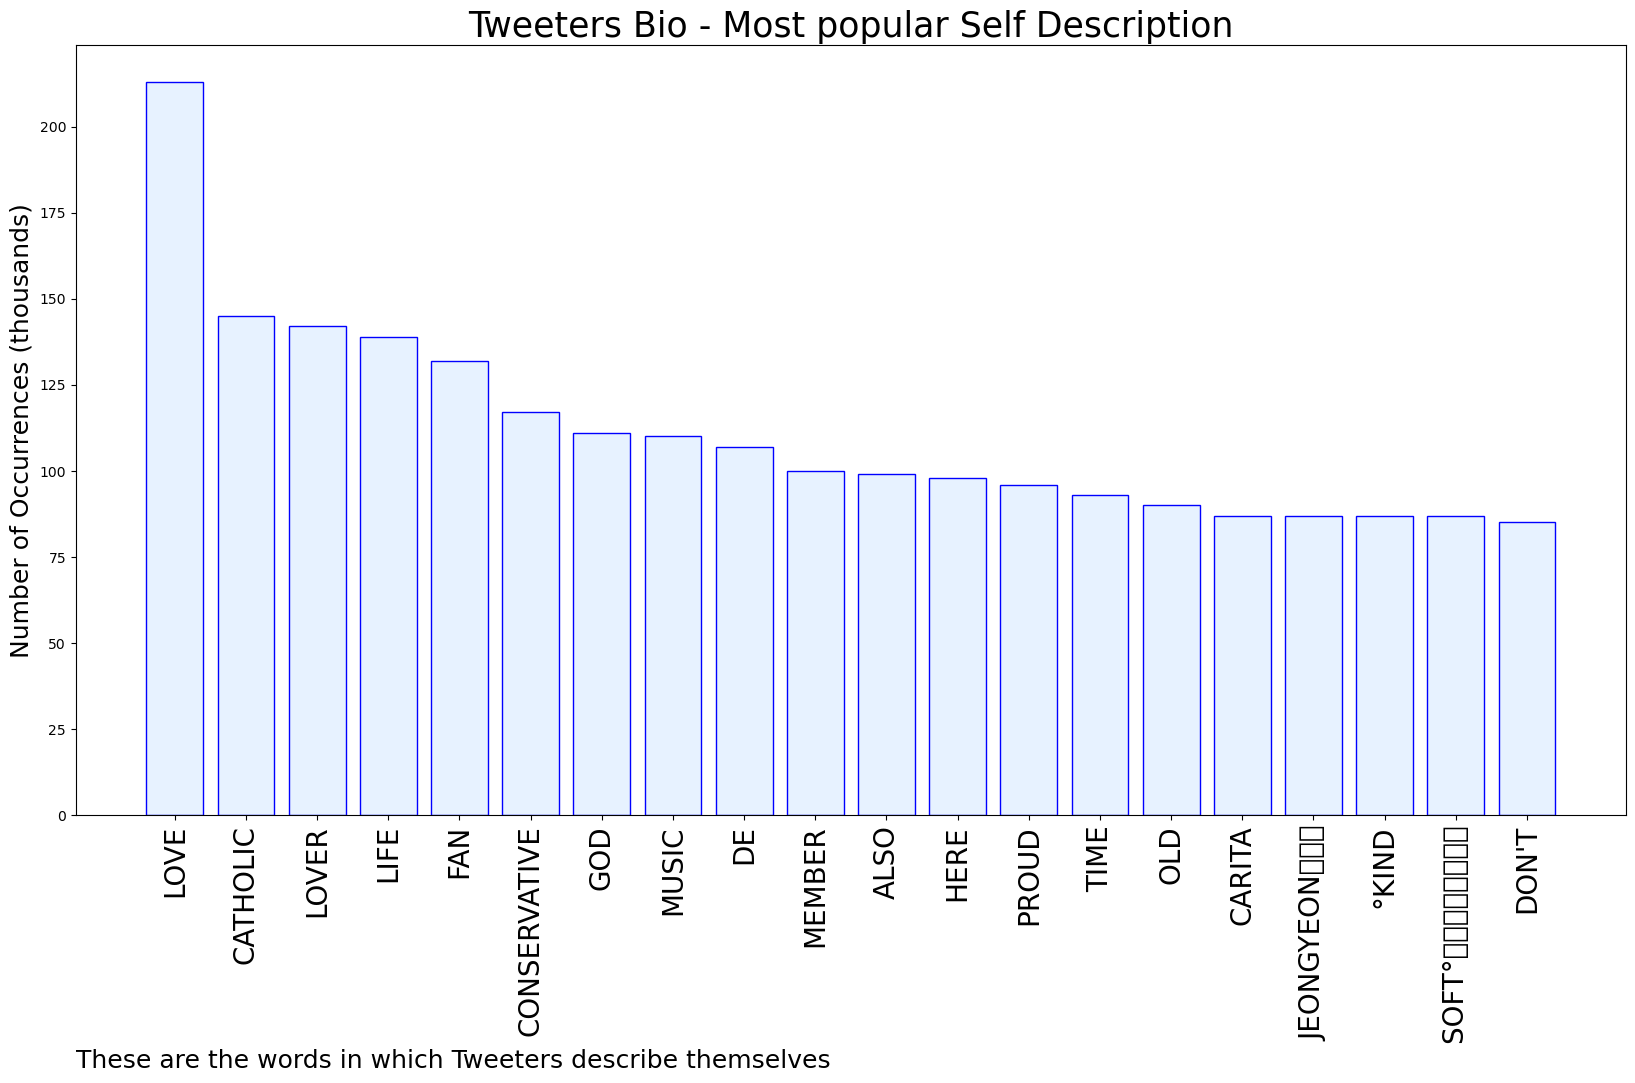 Tweeters Bio - Most popular Self Description
Number of Occurrences (thousands)
200
175
150
125
100
75
50
25
0
LOVE
CATHOLIC
LOVER
LIFE
FAN
CONSERVATIVE
GOD
MUSIC
DE
MEMBER
ALSO
HERE
PROUD
TIME
OLD
CARITA
JEONGYEON▯▯▯
°KIND
SOFT°▯▯▯▯▯▯▯▯▯
DON'T
These are the words in which Tweeters describe themselves